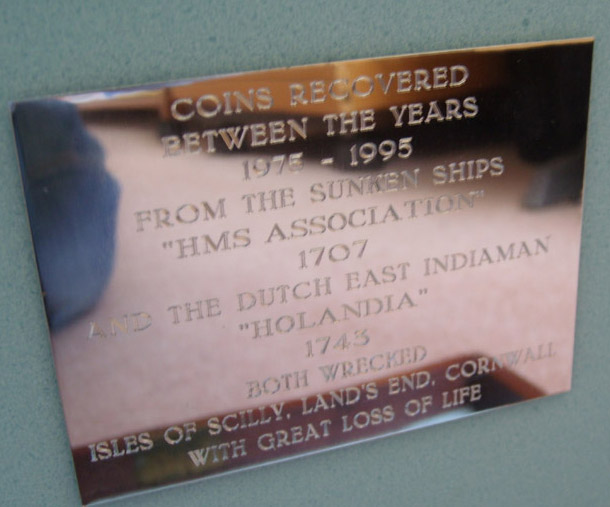 COINS RECOVERED
BETWEEN THE YEARS
1975 - 1995
FROM THE SUNKEN SHIPS
"HMS ASSOCIATION"
1707
AND THE DUTCH EAST INDIAMAN
"HOLANDIA"
1743
BOTH WRECKED
ISLES OF SCILLY, LAND'S END, CORNWALL
WITH GREAT LOSS OF LIFE